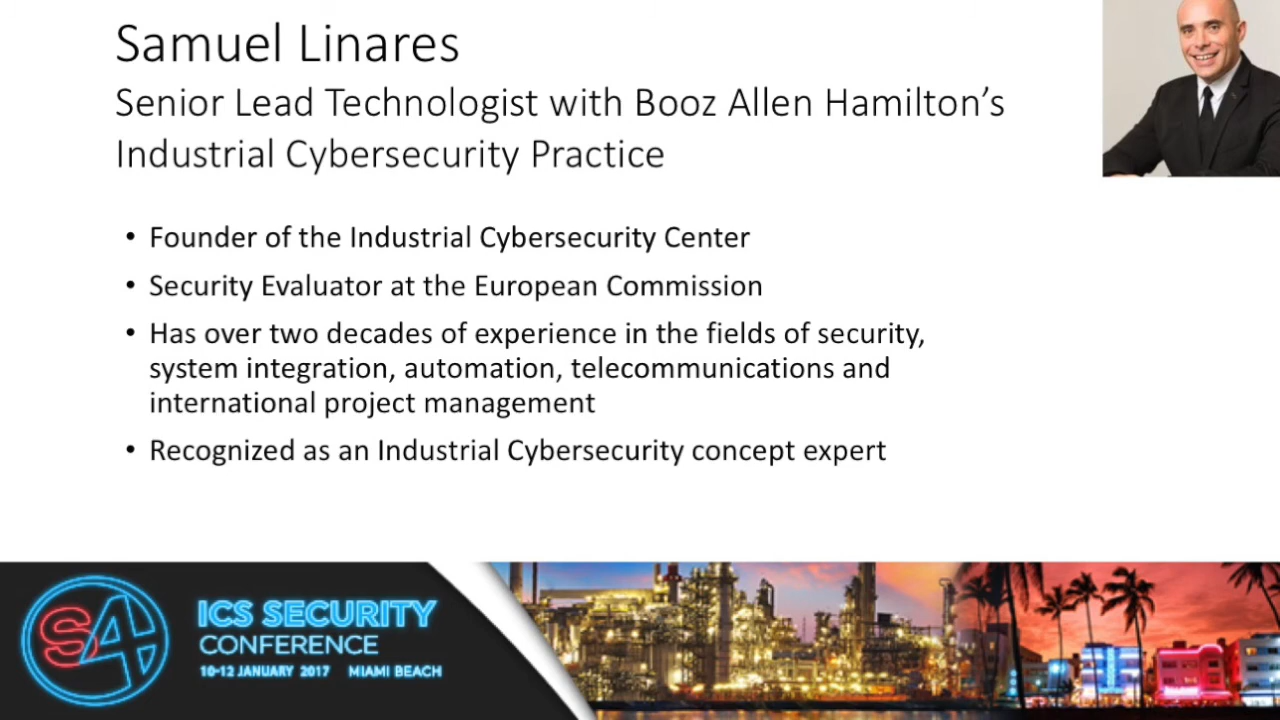 Samuel Linares
Senior Lead Technologist with Booz Allen Hamilton’s
Industrial Cybersecurity Practice
• Founder of the Industrial Cybersecurity Center
• Security Evaluator at the European Commission
• Has over two decades of experience in the fields of security,
system integration, automation, telecommunications and
international project management
• Recognized as an Industrial Cybersecurity concept expert
S4
ICS SECURITY
CONFERENCE
10-12 JANUARY 2017 MIAMI BEACH